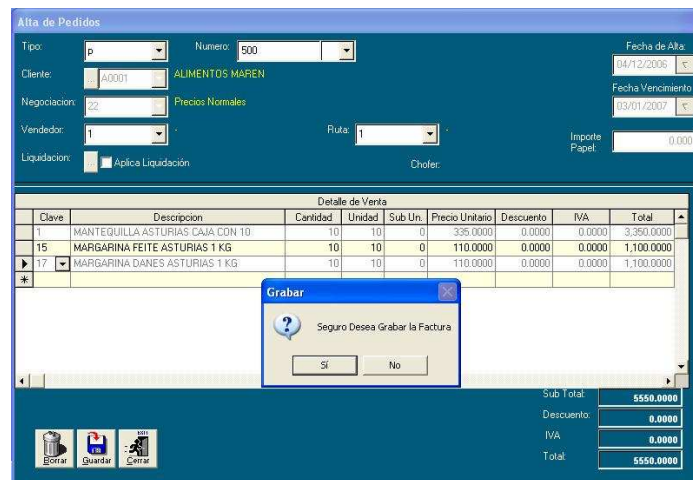 Alta de Pedidos
Tipo: p Numero: 500 Fecha de Alta:
04/12/2006
Cliente: ... A0001 ALIMENTOS MAREN
Fecha Vencimiento
Negociacion: 22 Precios Normales 03/01/2007
Vendedor: 1 Ruta: 1 Importe Papel: 0.000
Liquidacion: ... Aplica Liquidación Chofer:
Detalle de Venta
Clave Descripcion Cantidad Unidad Sub Un. Precio Unitario Descuento IVA Total
1 MANTEQUILLA ASTURIAS CAJA CON 10 10 10 0 335.0000 0.0000 0.0000 3,350.0000
15 MARGARINA FEITE ASTURIAS 1 KG 10 10 0 110.0000 0.0000 0.0000 1,100.0000
17 MARGARINA DANES ASTURIAS 1 KG 10 10 0 110.0000 0.0000 0.0000 1,100.0000
Grabar
Seguro Desea Grabar la Factura
Sí No
Sub Total: 5550.0000
Descuento: 0.0000
IVA 0.0000
Total: 5550.0000
EXIT
Borrar Guardar Cerrar